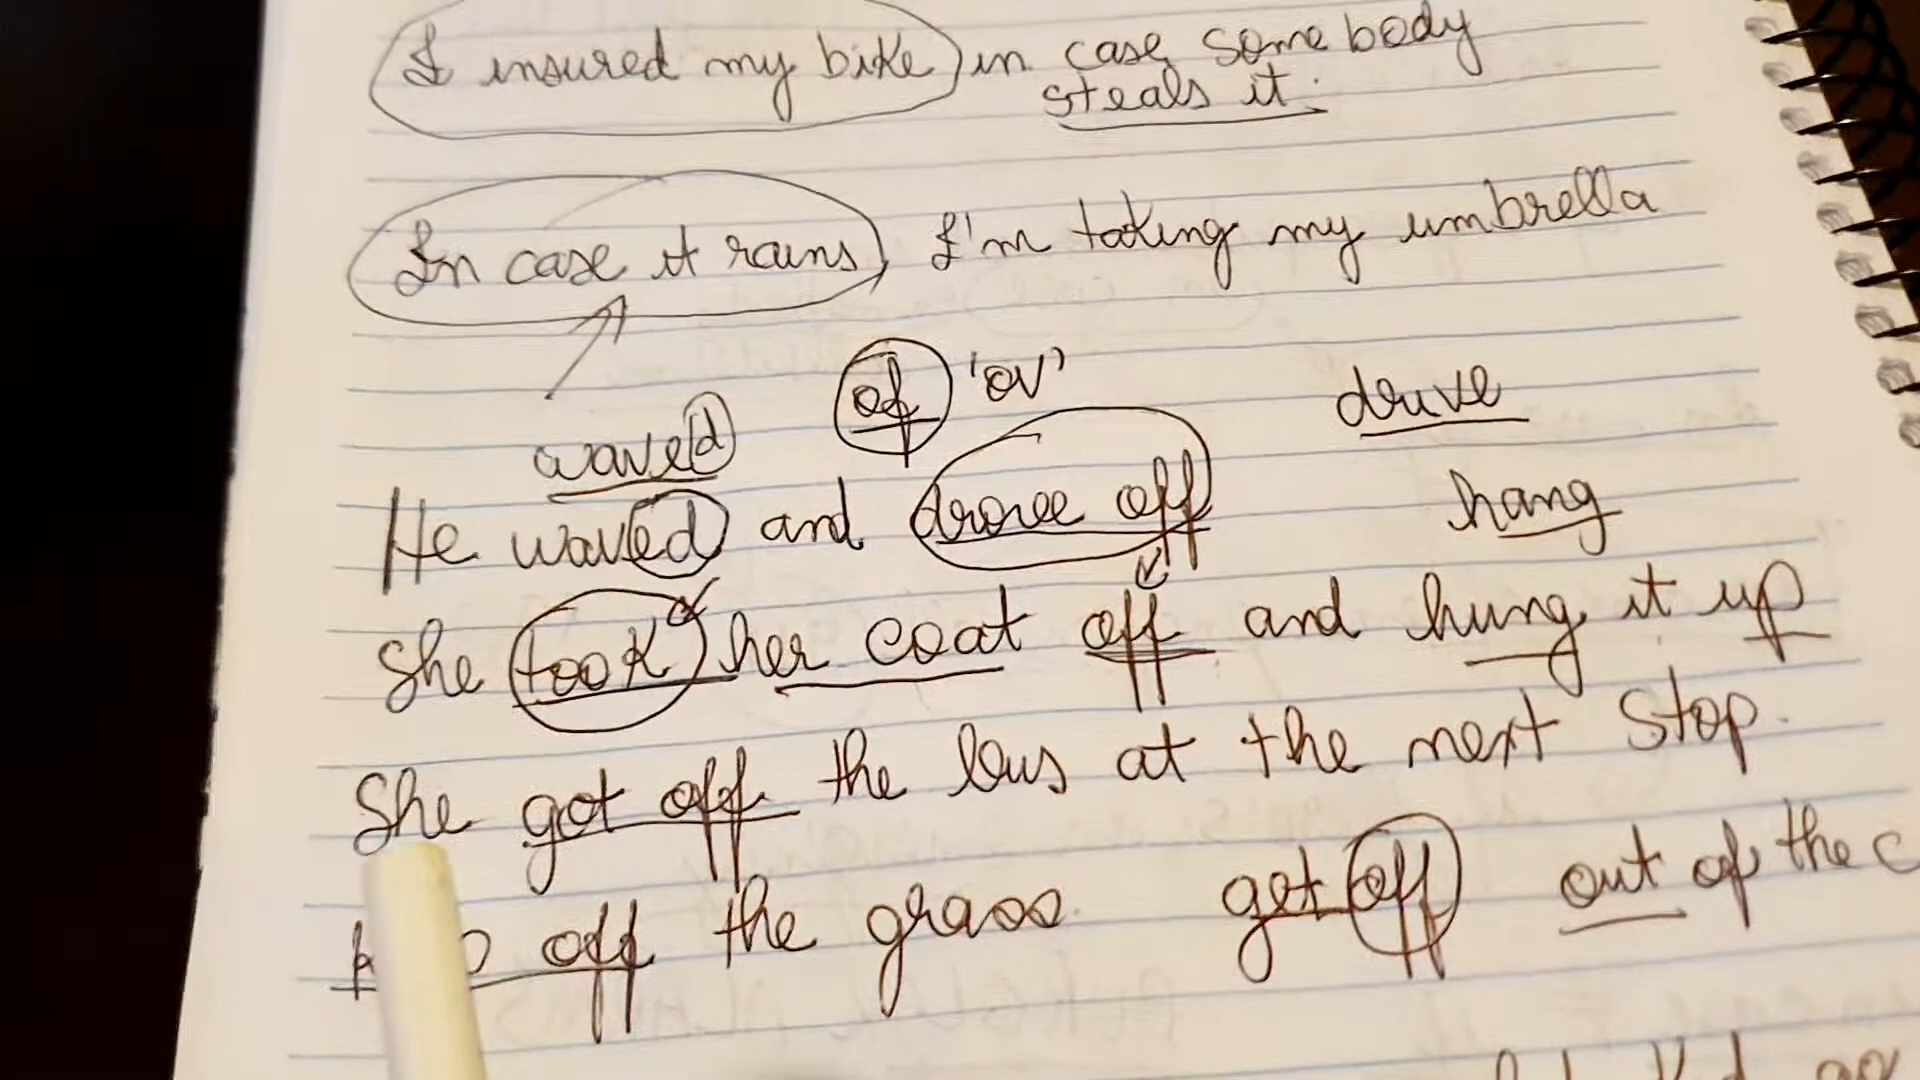 I insured my bike in case somebody
steals it.
In case it rains, I'm taking my umbrella
of 'ov' drive
waved hang
He waved and drove off
She took her coat off and hung it up
She got off the bus at the next stop.
off the grass. get off out of the